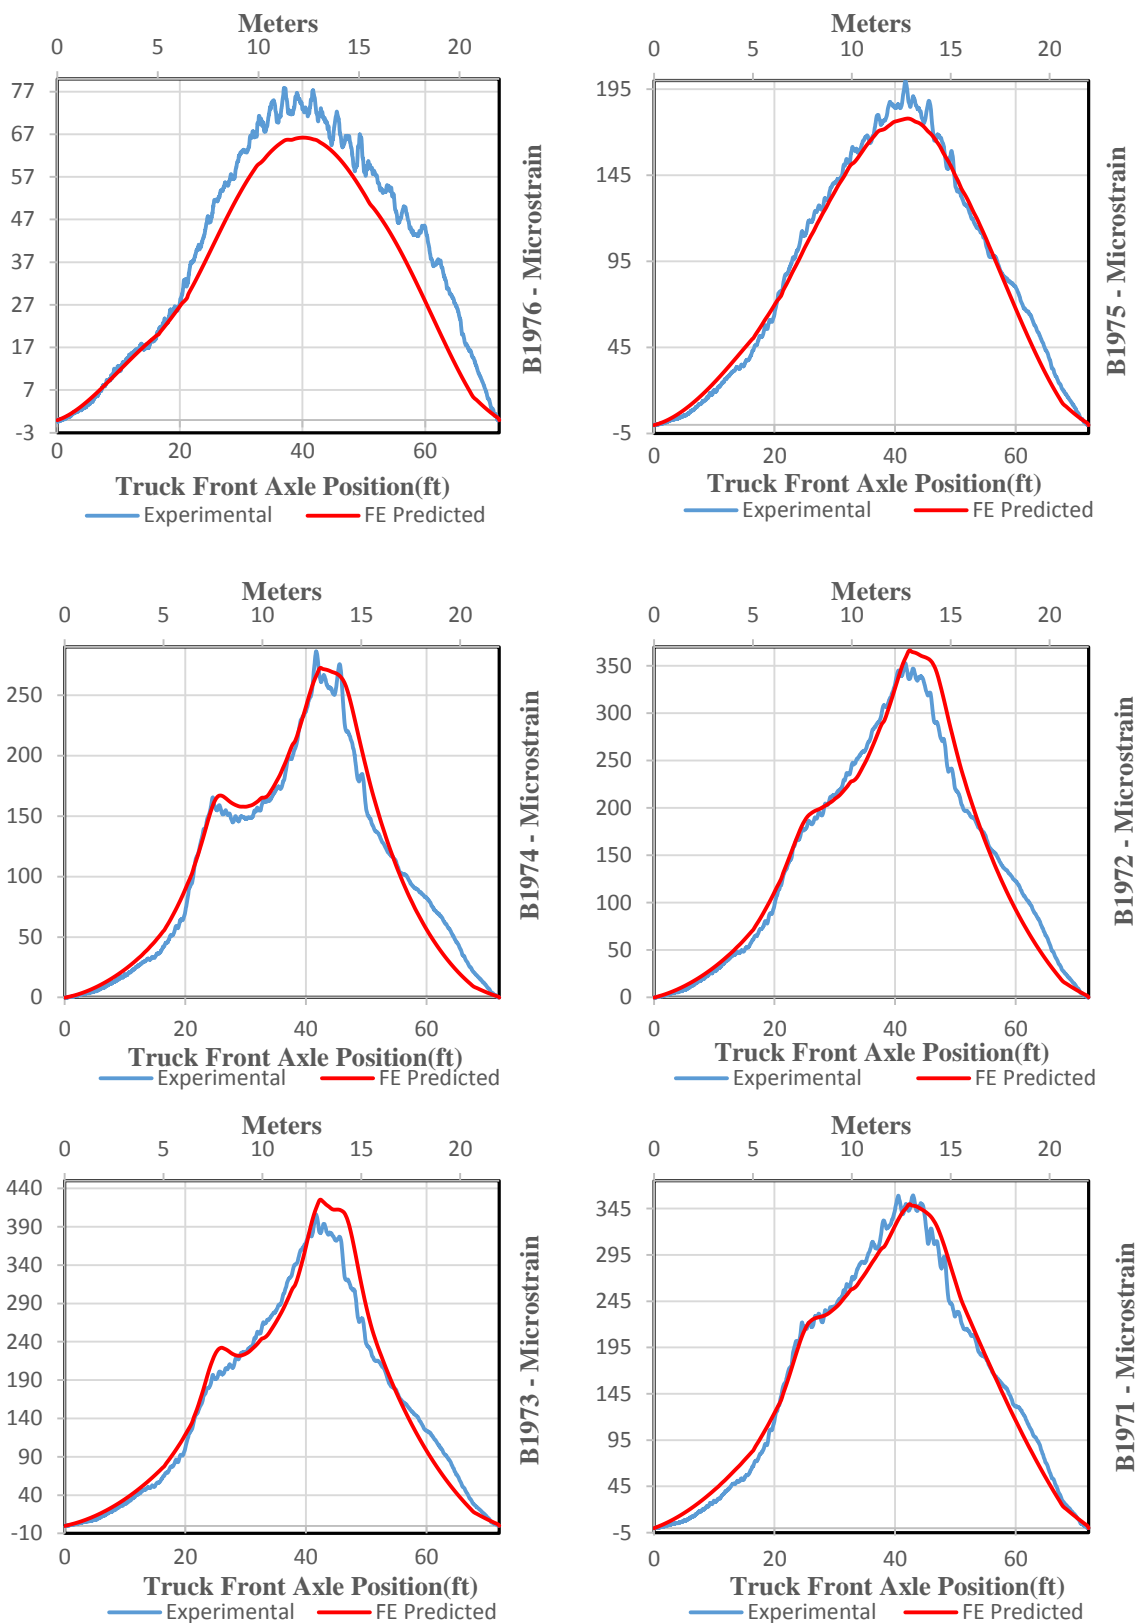 Meters
0 5 10 15 20
77
67
57
47
37
27
17
7
-3
B1976 - Microstrain
0 20 40 60
Truck Front Axle Position(ft)
Experimental FE Predicted
Meters
0 5 10 15 20
195
145
95
45
-5
B1975 - Microstrain
0 20 40 60
Truck Front Axle Position(ft)
Experimental FE Predicted
Meters
0 5 10 15 20
250
200
150
100
50
0
B1974 - Microstrain
0 20 40 60
Truck Front Axle Position(ft)
Experimental FE Predicted
Meters
0 5 10 15 20
350
300
250
200
150
100
50
0
B1972 - Microstrain
0 20 40 60
Truck Front Axle Position(ft)
Experimental FE Predicted
Meters
0 5 10 15 20
440
390
340
290
240
190
140
90
40
-10
B1973 - Microstrain
0 20 40 60
Truck Front Axle Position(ft)
Experimental FE Predicted
Meters
0 5 10 15 20
345
295
245
195
145
95
45
-5
B1971 - Microstrain
0 20 40 60
Truck Front Axle Position(ft)
Experimental FE Predicted